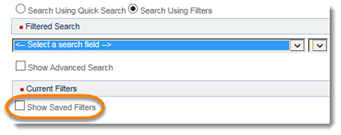 Search Using Quick Search Search Using Filters
Filtered Search
<-- Select a search field -->
Show Advanced Search
Current Filters
Show Saved Filters